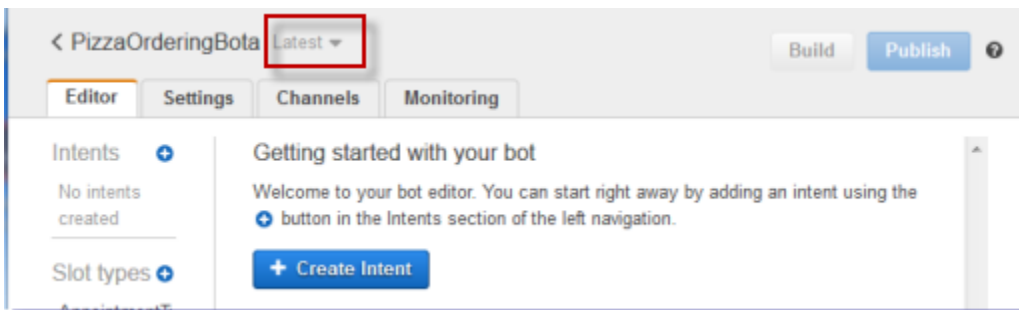 < PizzaOrderingBota Latest
Build Publish
Editor Settings Channels Monitoring
Intents
No intents
created
Slot types
Getting started with your bot
Welcome to your bot editor. You can start right away by adding an intent using the
button in the Intents section of the left navigation.
+ Create Intent